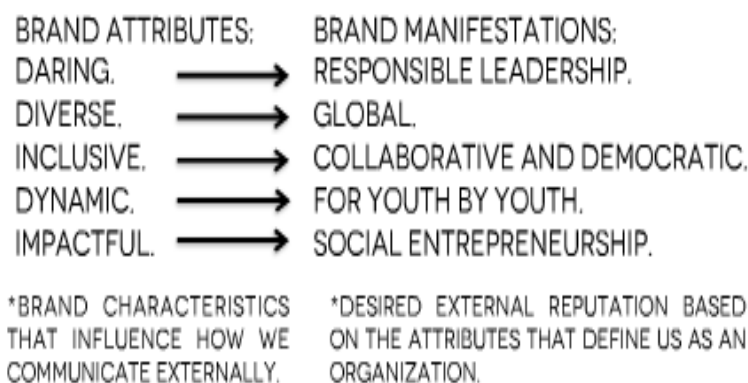 BRAND ATTRIBUTES:
DARING.
DIVERSE.
INCLUSIVE.
DYNAMIC.
IMPACTFUL.
BRAND MANIFESTATIONS:
RESPONSIBLE LEADERSHIP.
GLOBAL.
COLLABORATIVE AND DEMOCRATIC.
FOR YOUTH BY YOUTH.
SOCIAL ENTREPRENEURSHIP.
*BRAND CHARACTERISTICS
THAT INFLUENCE HOW WE
COMMUNICATE EXTERNALLY.
*DESIRED EXTERNAL REPUTATION BASED
ON THE ATTRIBUTES THAT DEFINE US AS AN
ORGANIZATION.